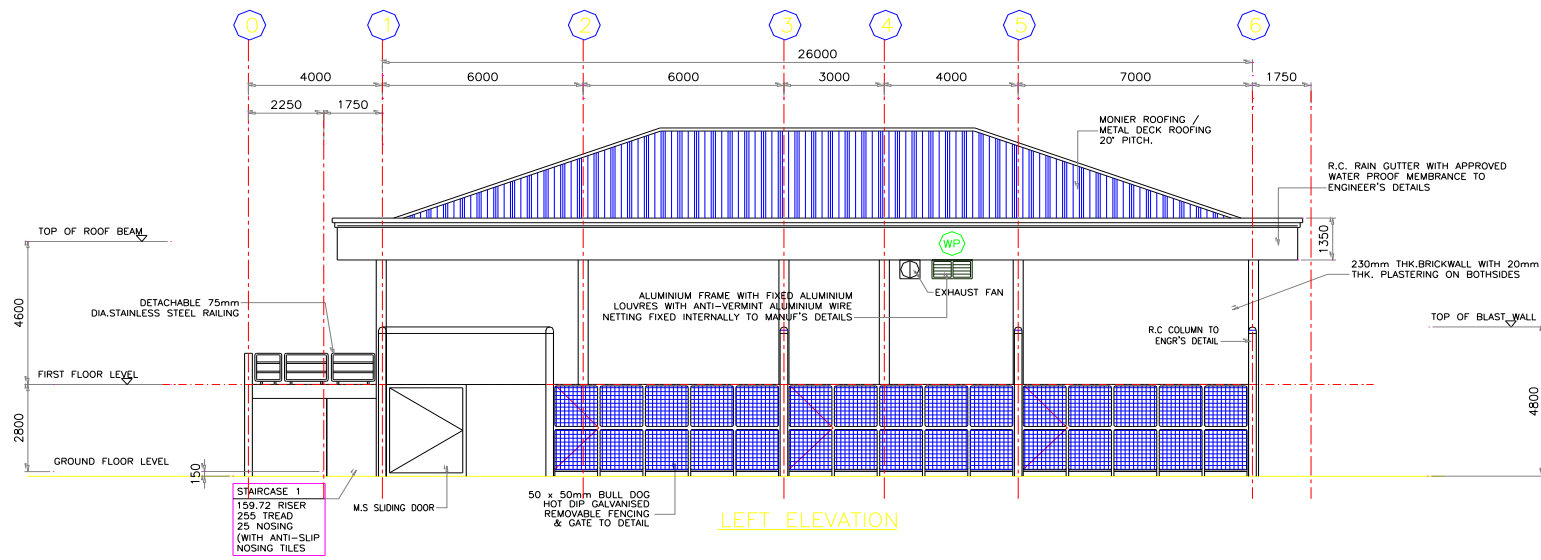 0
1
2
3
4
5
6
26000
4000
6000
6000
3000
4000
7000
1750
2250
1750
MONIER ROOFING /
METAL DECK ROOFING
20° PITCH.
R.C. RAIN GUTTER WITH APPROVED
WATER PROOF MEMBRANCE TO
ENGINEER'S DETAILS
TOP OF ROOF BEAM
WP
1350
230mm THK.BRICKWALL WITH 20mm
THK. PLASTERING ON BOTHSIDES
EXHAUST FAN
ALUMINIUM FRAME WITH FIXED ALUMINIUM
LOUVRES WITH ANTI-VERMINT ALUMINIUM WIRE
NETTING FIXED INTERNALLY TO MANUF'S DETAILS
DETACHABLE 75mm
DIA.STAINLESS STEEL RAILING
4600
TOP OF BLAST WALL
R.C COLUMN TO
ENGR'S DETAIL
FIRST FLOOR LEVEL
2800
4800
GROUND FLOOR LEVEL
150
STAIRCASE 1
159.72 RISER
255 TREAD
25 NOSING
(WITH ANTI-SLIP
NOSING TILES
M.S SLIDING DOOR
50 x 50mm BULL DOG
HOT DIP GALVANISED
REMOVABLE FENCING
& GATE TO DETAIL
LEFT ELEVATION